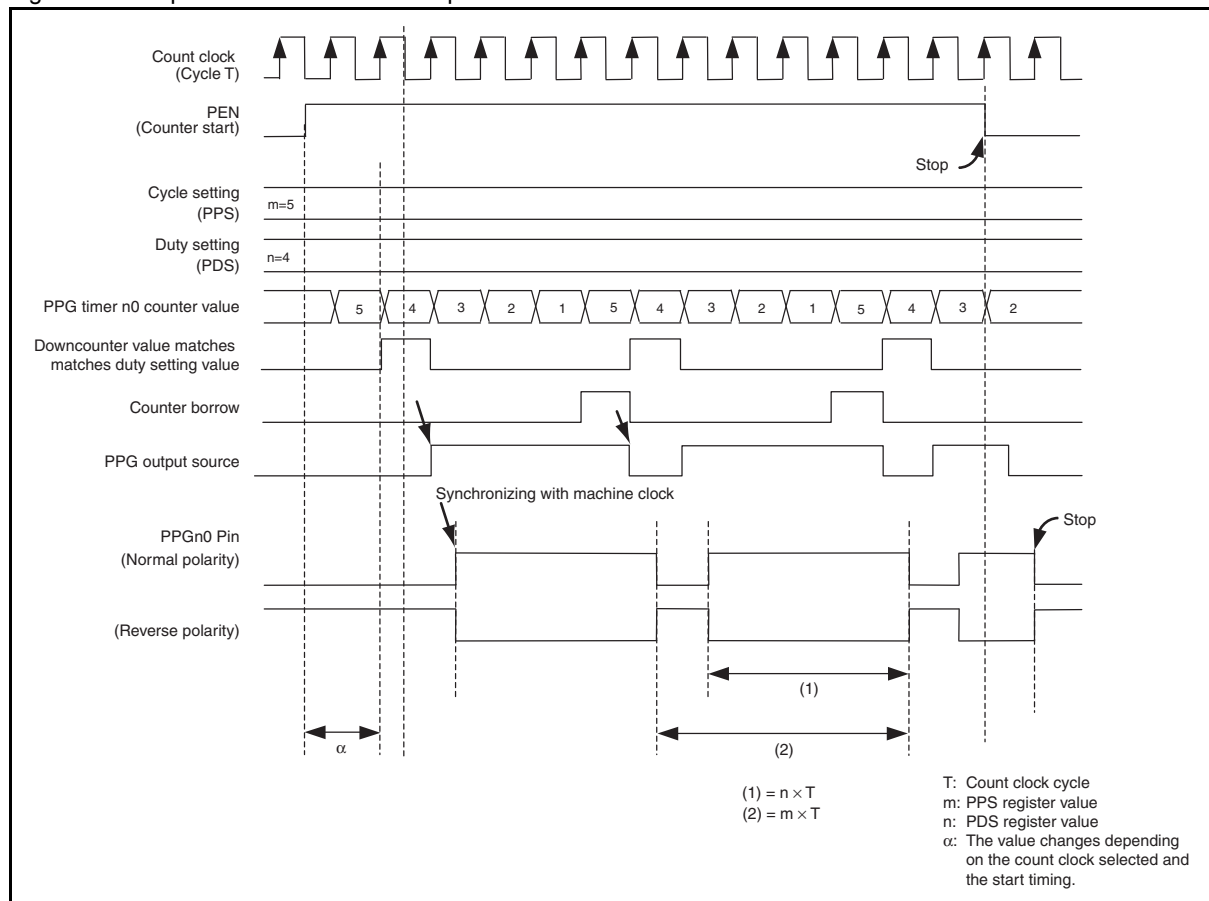 Count clock
(Cycle T)
PEN
(Counter start)
Stop
Cycle setting
(PPS)
m=5
Duty setting
(PDS)
n=4
PPG timer n0 counter value
5 4 3 2 1 5 4 3 2 1 5 4 3 2
Downcounter value matches
matches duty setting value
Counter borrow
PPG output source
Synchronizing with machine clock
PPGn0 Pin
(Normal polarity)
Stop
(Reverse polarity)
(1)
α
(2)
(1) = n × T
(2) = m × T
T: Count clock cycle
m: PPS register value
n: PDS register value
α: The value changes depending
on the count clock selected and
the start timing.